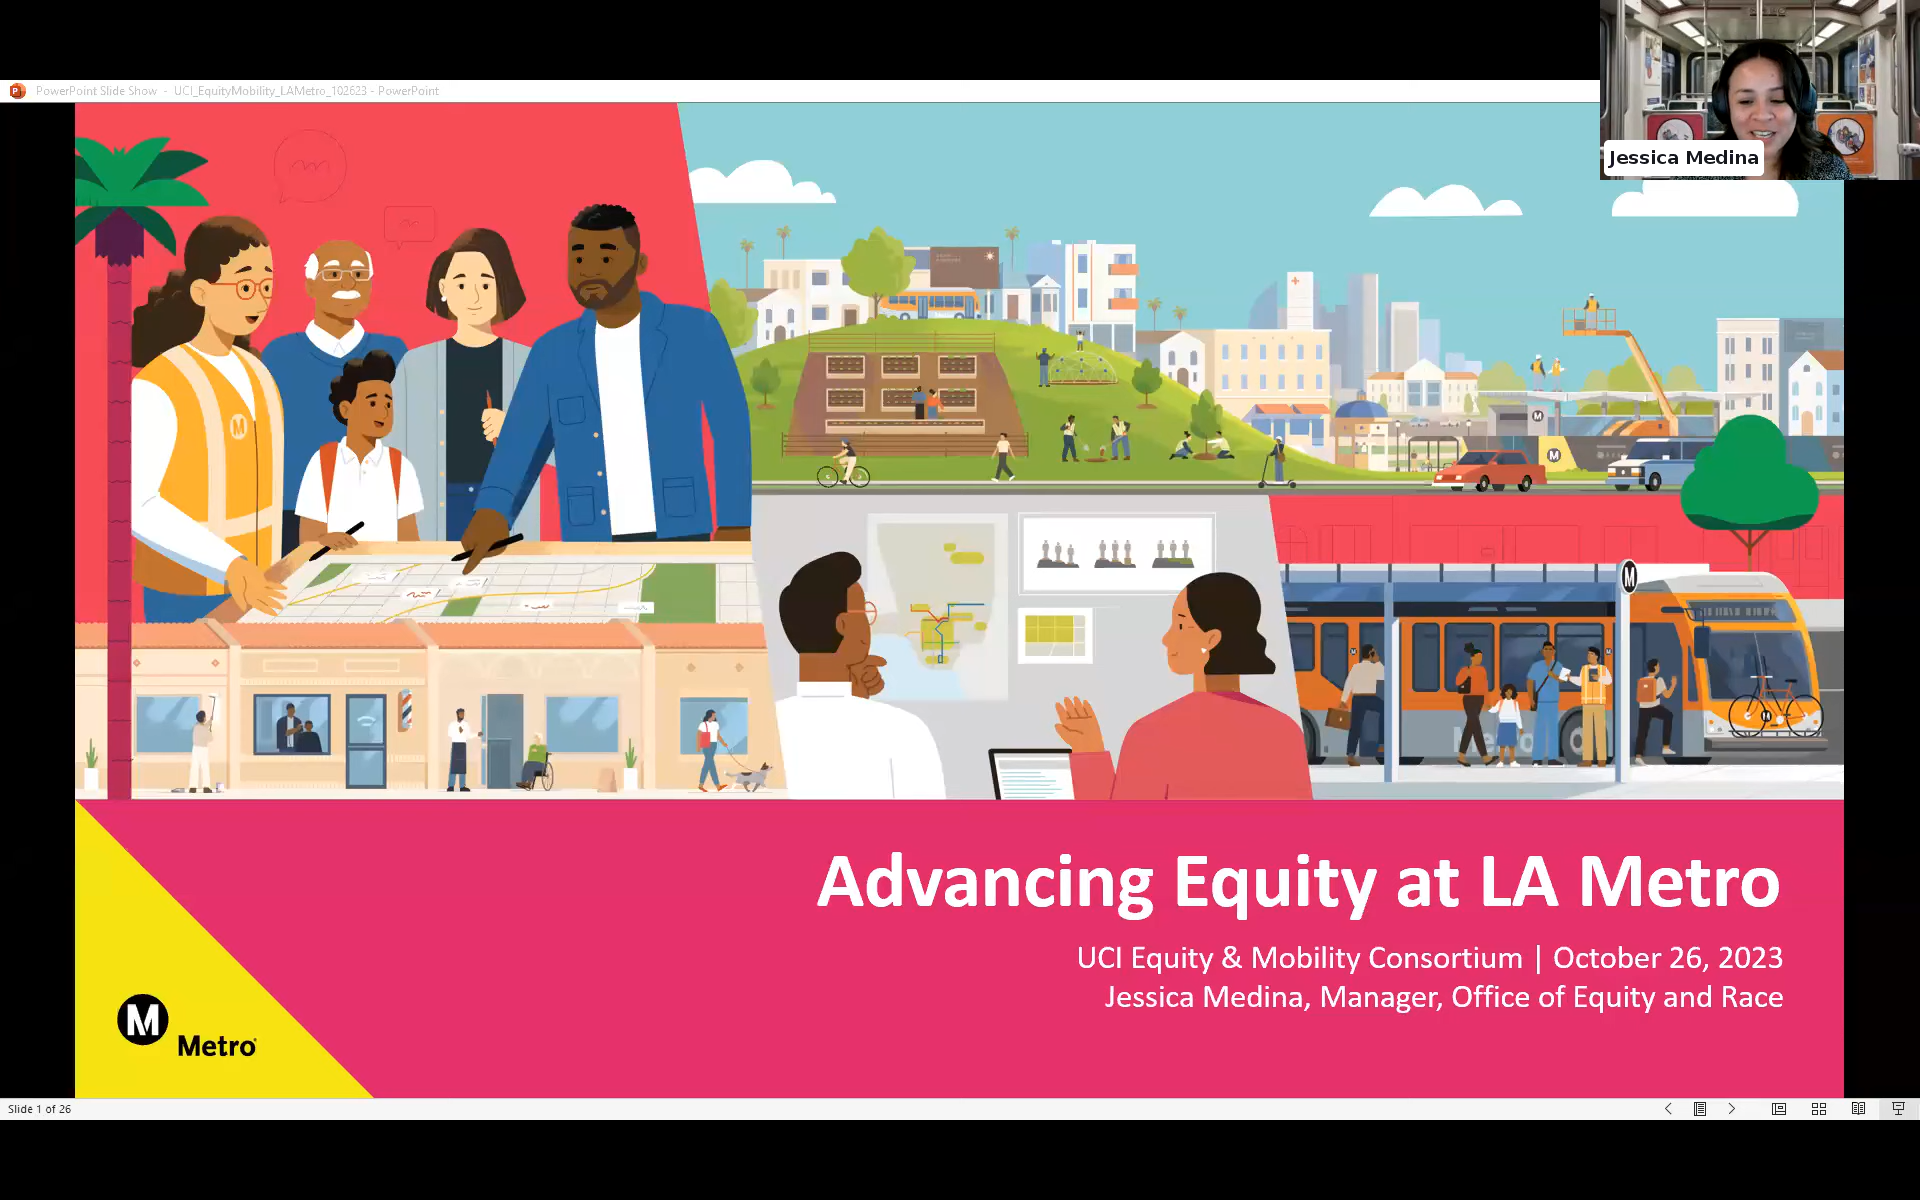 PowerPoint Slide Show - UCI_EquityMobility_LAMetro_102623 - PowerPoint
Jessica Medina
M
M
M
M
Metro
Advancing Equity at LA Metro
UCI Equity & Mobility Consortium | October 26, 2023
Jessica Medina, Manager, Office of Equity and Race
M
Metro
Slide 1 of 26